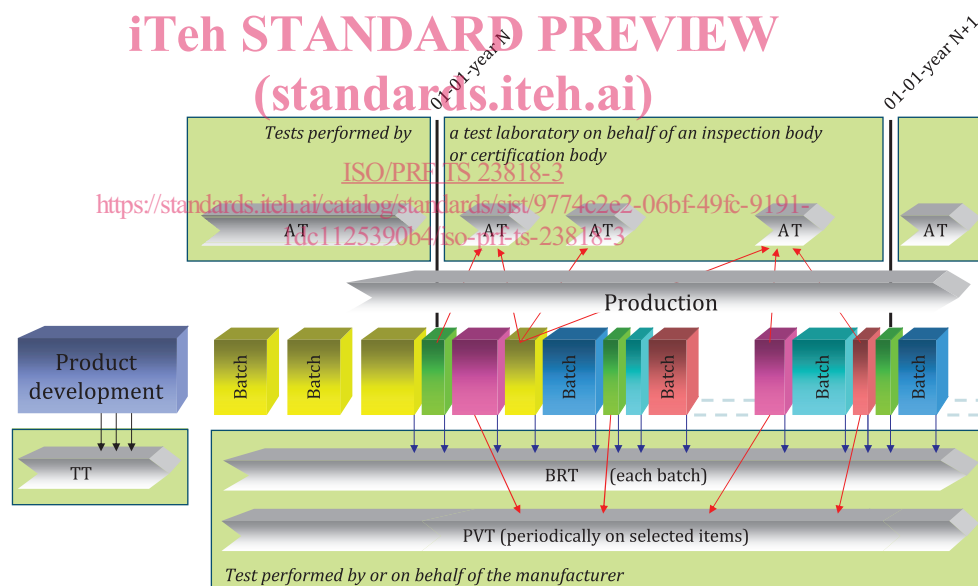 iTeh STANDARD PREVIEW
(standards.iteh.ai)
01-01-year N
01-01-year N+1
Tests performed by
a test laboratory on behalf of an inspection body
or certification body
ISO/PRF TS 23818-3
https://standards.iteh.ai/catalog/standards/sist/9774c2e2-06bf-49fc-9191-
1dc1125390b4/iso-prf-ts-23818-3
AT
AT
AT
AT
AT
Production
Product
development
Batch
Batch
Batch
Batch
Batch
Batch
TT
BRT (each batch)
PVT (periodically on selected items)
Test performed by or on behalf of the manufacturer